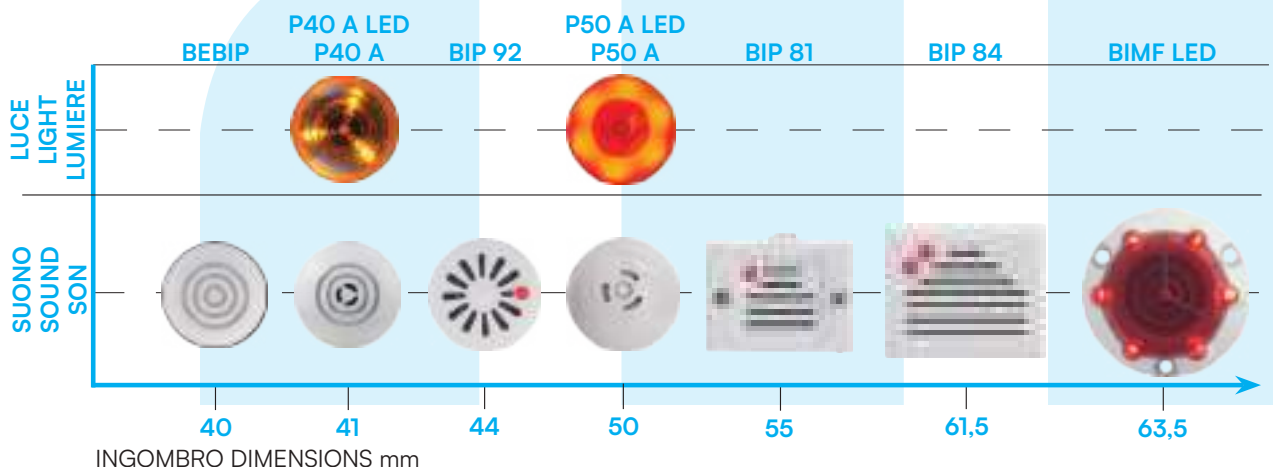 P40 A LED
P50 A LED
BEBIP
P40 A
BIP 92
P50 A
BIP 81
BIP 84
BIMF LED
LUCE
LIGHT
LUMIERE
SUONO
SOUND
SON
40
41
44
50
55
61,5
63,5
INGOMBRO DIMENSIONS mm